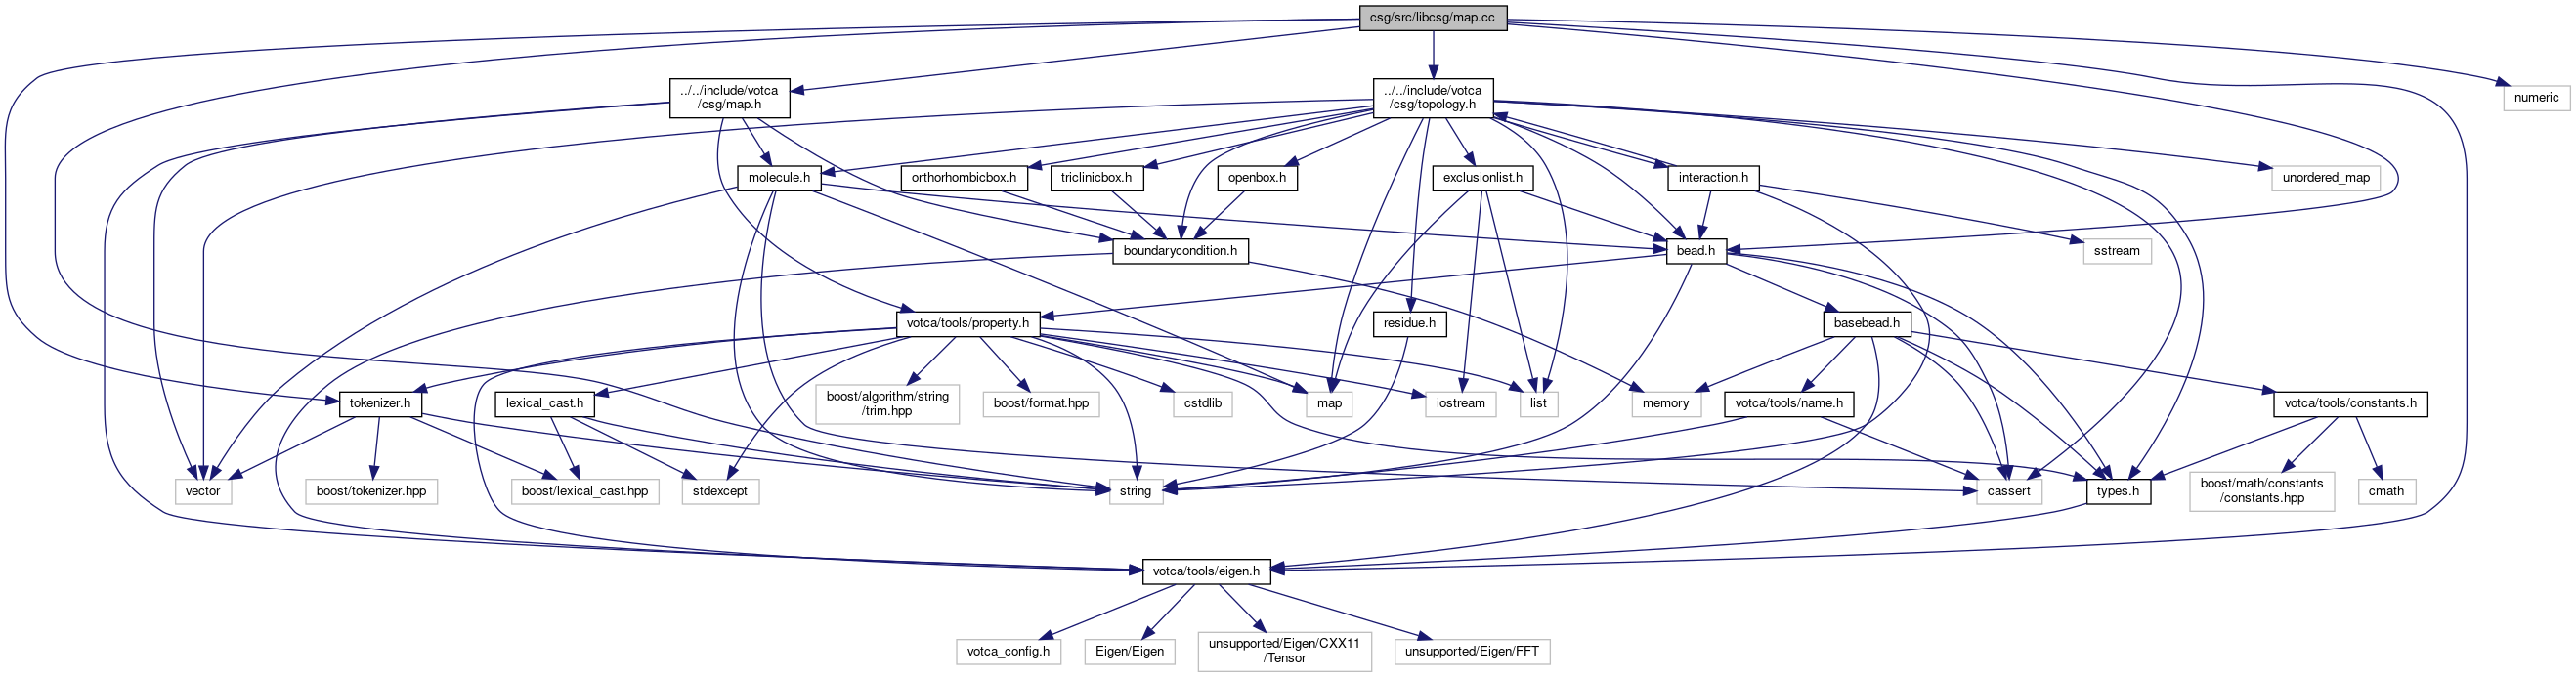 csg/src/libcsg/map.cc
../../include/votca
/csg/map.h
../../include/votca
/csg/topology.h
numeric
molecule.h
orthorhombicbox.h
triclinicbox.h
openbox.h
exclusionlist.h
interaction.h
unordered_map
boundarycondition.h
bead.h
sstream
votca/tools/property.h
residue.h
basebead.h
tokenizer.h
lexical_cast.h
boost/algorithm/string
/trim.hpp
boost/format.hpp
cstdlib
map
iostream
list
memory
votca/tools/name.h
votca/tools/constants.h
vector
boost/tokenizer.hpp
boost/lexical_cast.hpp
stdexcept
string
cassert
types.h
boost/math/constants
/constants.hpp
cmath
votca/tools/eigen.h
votca_config.h
Eigen/Eigen
unsupported/Eigen/CXX11
/Tensor
unsupported/Eigen/FFT